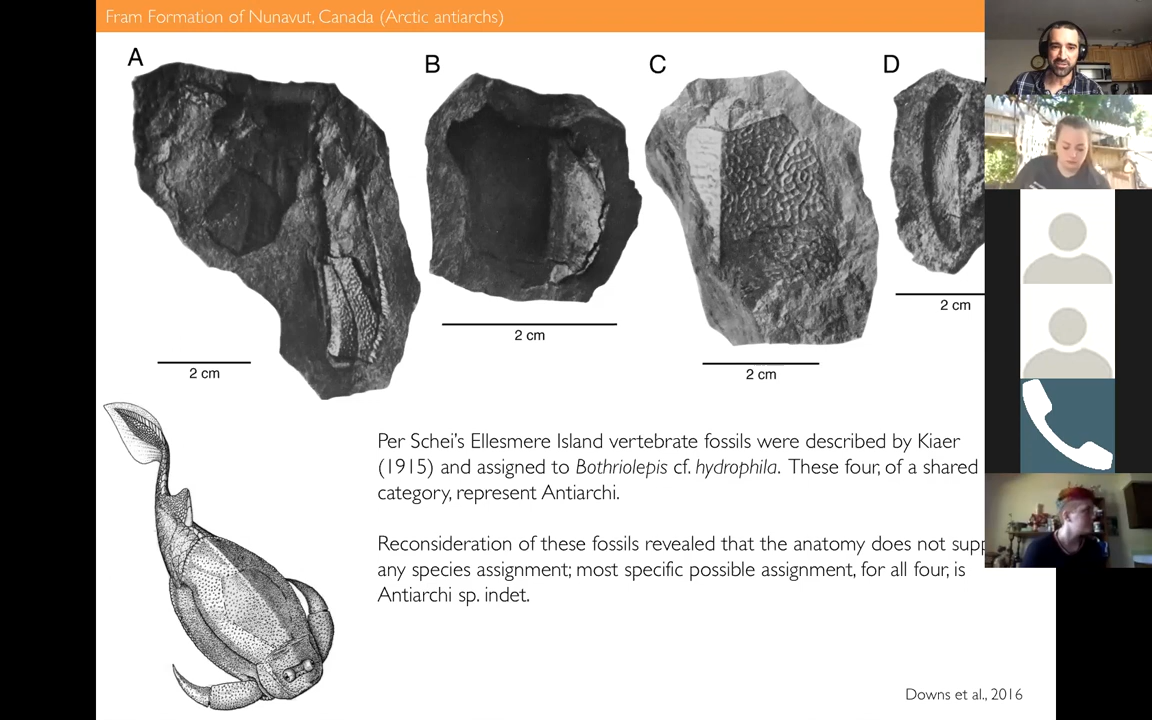 Fram Formation of Nunavut, Canada (Arctic antiarchs)
A
B
C
D
2 cm
2 cm
2 cm
2 cm
Per Schei's Ellesmere Island vertebrate fossils were described by Kiaer
(1915) and assigned to Bothriolepis cf. hydrophila. These four, of a shared
category, represent Antiarchi.
Reconsideration of these fossils revealed that the anatomy does not
any species assignment; most specific possible assignment, for all four, is
Antiarchi sp. indet.
Downs et al., 2016